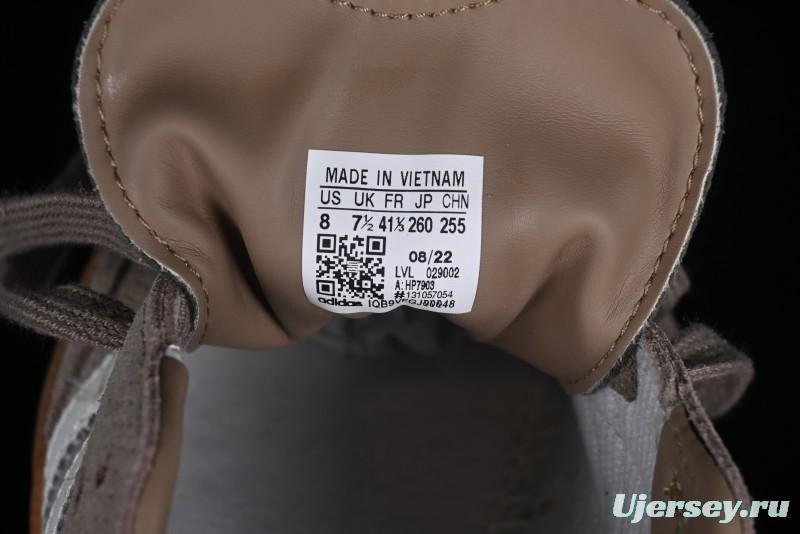 MADE IN VIETNAM
US UK FR JP CHN
8 7½ 41⅓ 260 255
08/22
LVL 029002
A: HP7903
#131057054
adidas
Ujersey.ru